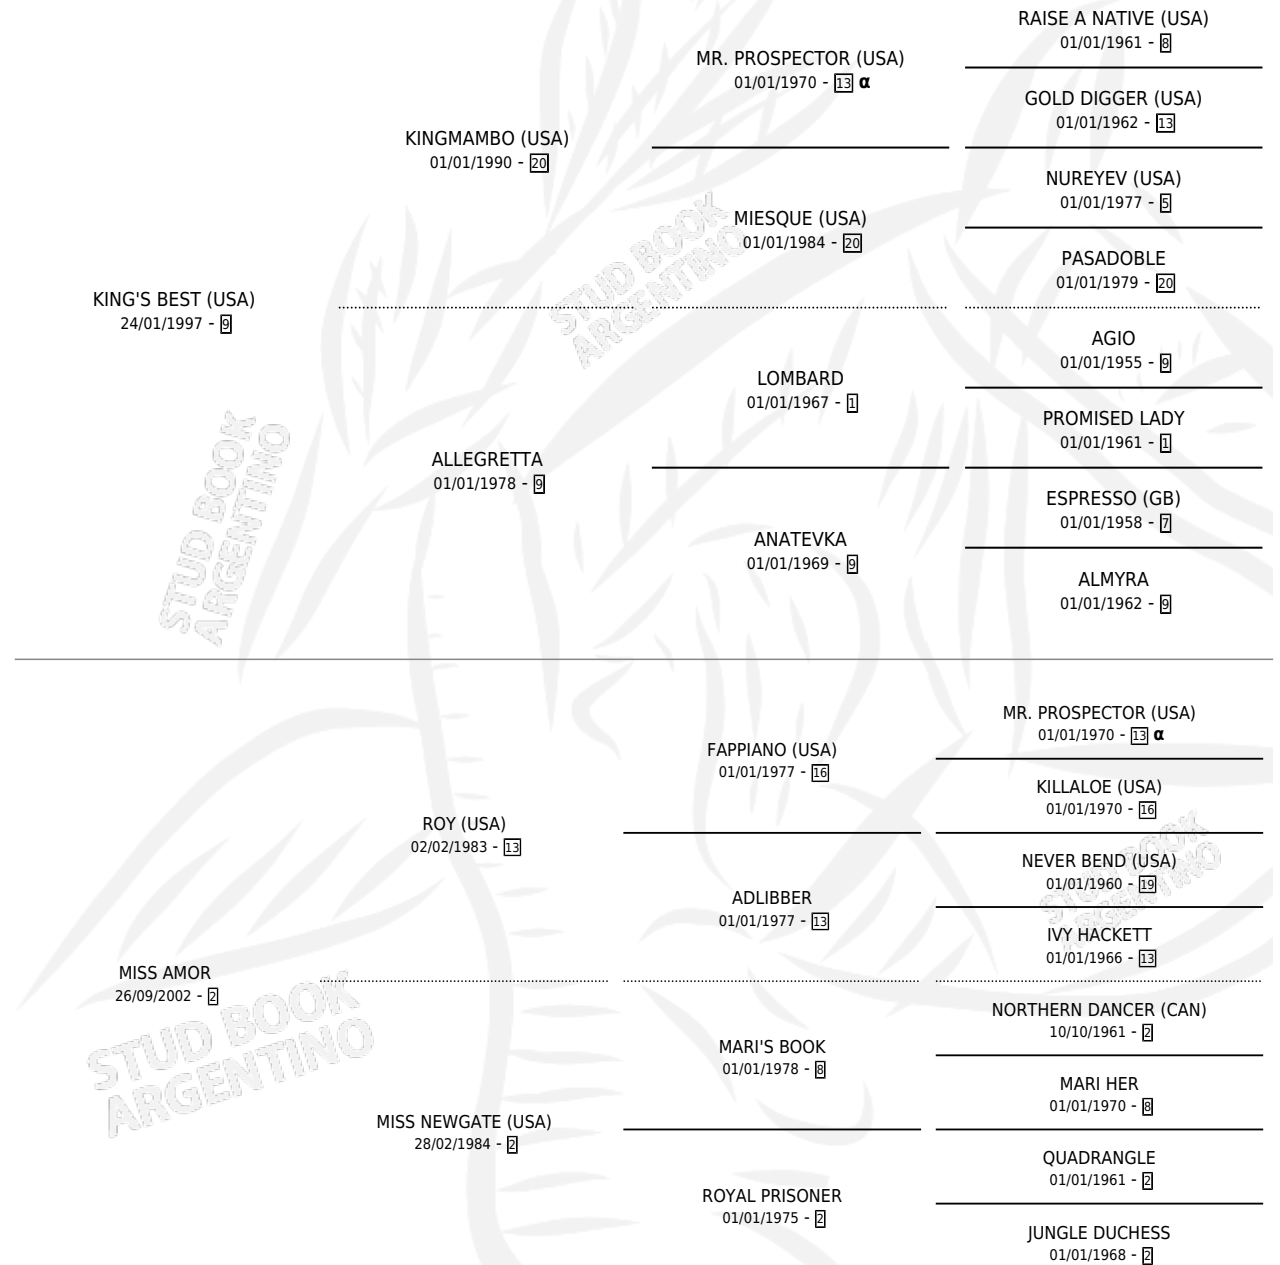 RAISE A NATIVE (USA)
01/01/1961 - 8
MR. PROSPECTOR (USA)
01/01/1970 - 13 α
GOLD DIGGER (USA)
01/01/1962 - 13
KINGMAMBO (USA)
01/01/1990 - 20
NUREYEV (USA)
01/01/1977 - 5
MIESQUE (USA)
01/01/1984 - 20
PASADOBLE
01/01/1979 - 20
KING'S BEST (USA)
24/01/1997 - 9
AGIO
01/01/1955 - 9
LOMBARD
01/01/1967 - 1
PROMISED LADY
01/01/1961 - 1
ALLEGRETTA
01/01/1978 - 9
ESPRESSO (GB)
01/01/1958 - 7
ANATEVKA
01/01/1969 - 9
ALMYRA
01/01/1962 - 9
MR. PROSPECTOR (USA)
01/01/1970 - 13 α
FAPPIANO (USA)
01/01/1977 - 16
KILLALOE (USA)
01/01/1970 - 16
ROY (USA)
02/02/1983 - 13
NEVER BEND (USA)
01/01/1960 - 19
ADLIBBER
01/01/1977 - 13
IVY HACKETT
01/01/1966 - 13
MISS AMOR
26/09/2002 - 2
NORTHERN DANCER (CAN)
10/10/1961 - 2
MARI'S BOOK
01/01/1978 - 8
MARI HER
01/01/1970 - 8
MISS NEWGATE (USA)
28/02/1984 - 2
QUADRANGLE
01/01/1961 - 2
ROYAL PRISONER
01/01/1975 - 2
JUNGLE DUCHESS
01/01/1968 - 2
STUD BOOK
ARGENTINO
STUD BOOK
ARGENTINO
STUD BOOK
ARGENTINO
STUD BOOK
ARGENTINO